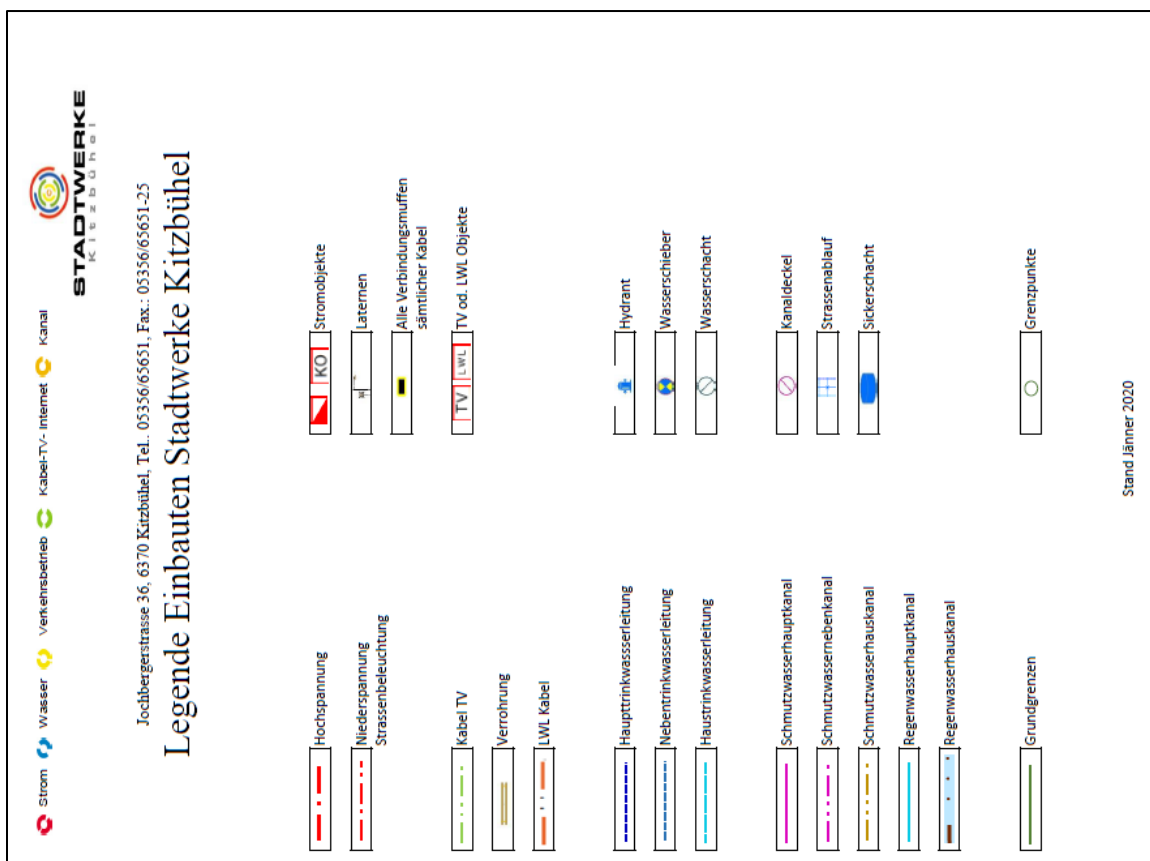 Strom Wasser Verkehrsbetrieb Kabel-TV- Internet Kanal
STADTWERKE
Kitzbühel
Jochbergerstrasse 36, 6370 Kitzbühel, Tel.: 05356/65651, Fax.: 05356/65651-25
Legende Einbauten Stadtwerke Kitzbühel
Hochspannung
Niederspannung
Strassenbeleuchtung
Kabel TV
Verrohrung
LWL Kabel
Haupttrinkwassserleitung
Nebentrinkwasserleitung
Haustrinkwasserleitung
Schmutzwasserhauptkanal
Schmutzwassernebenkanal
Schmutzwasserhauskanal
Regenwasserhauptkanal
Regenwasserhauskanal
Grundgrenzen
KO Stromobjekte
Laternen
Alle Verbindungsmuffen
sämtlicher Kabel
TV LWL TV od. LWL Objekte
Hydrant
Wasserschieber
Wasserschacht
Kanaldeckel
Strassenablauf
Sickerschacht
Grenzpunkte
Stand Jänner 2020